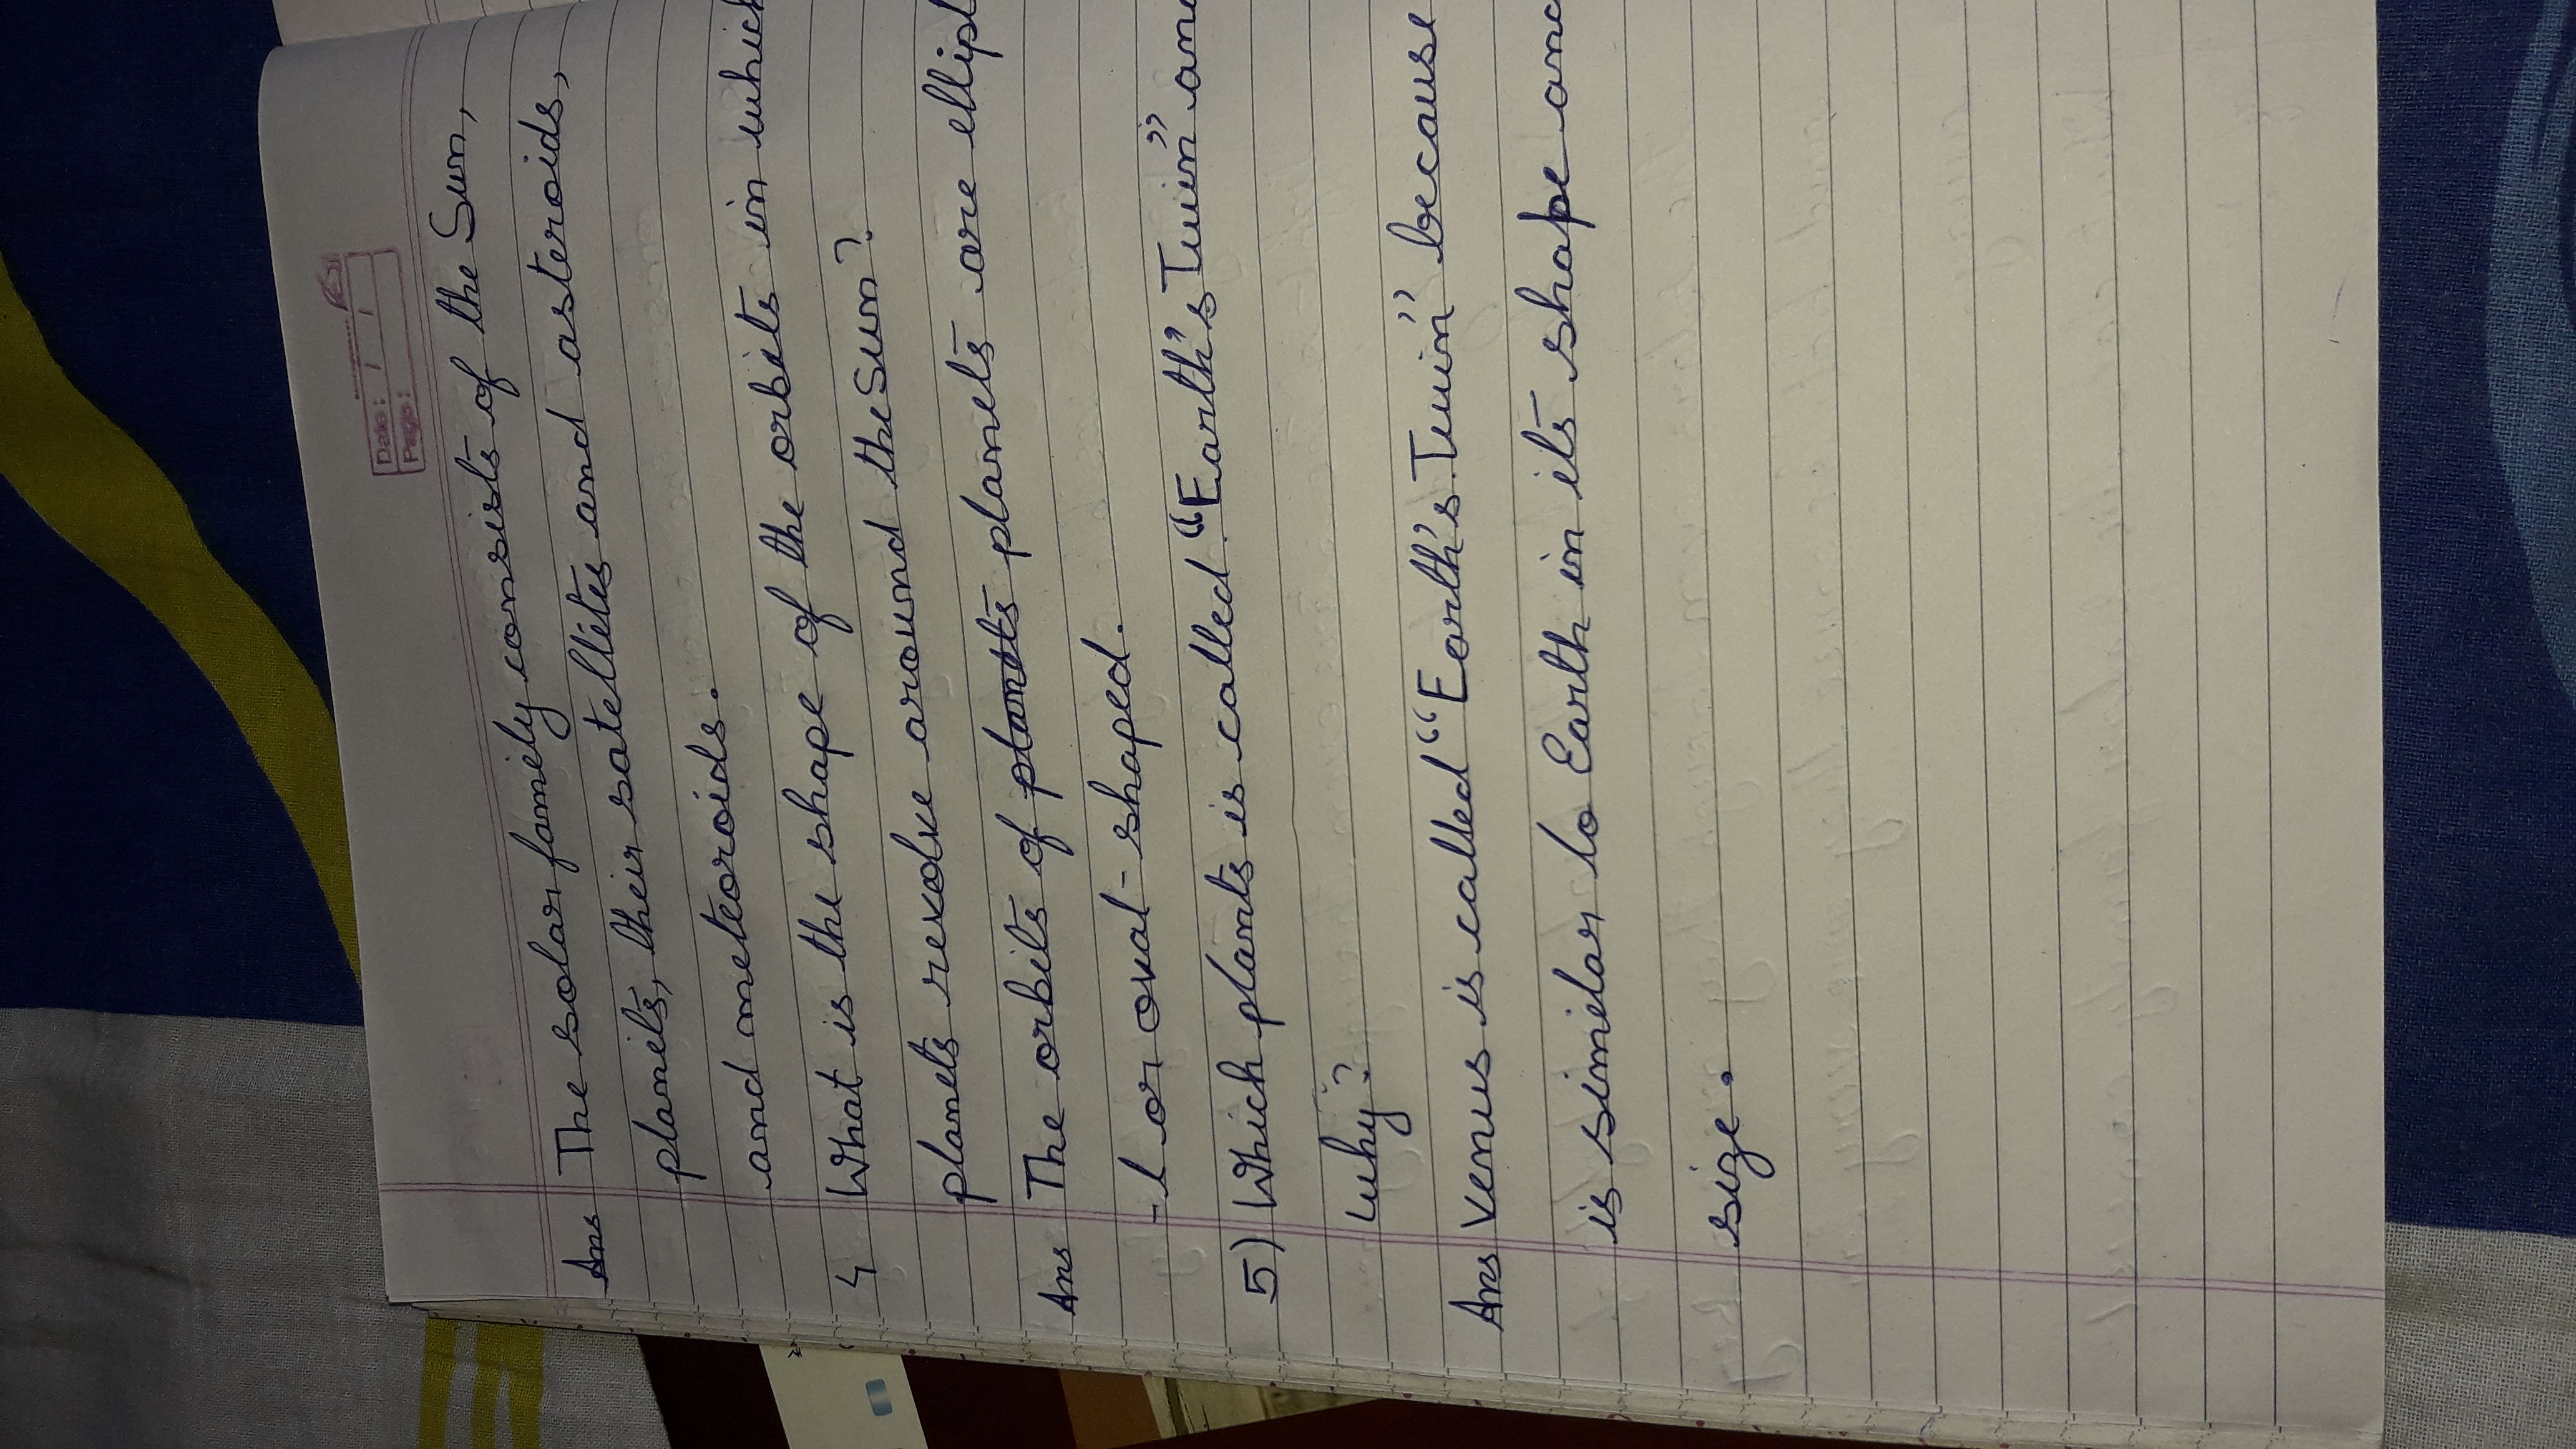 Date : / /
Page :
Ans The solar family consists of the Sun,
planets, their satellites and asteroids,
and meteoroids.
4 What is the shape of the orbits in which
planets revolve around the Sun?
Ans The orbits of planets planets are ellipt
-l or oval-shaped.
5) Which plants is called "Earth's Twin" and
why?
Ans Venus is called "Earth's Twin" because
is similar to Earth in its shape and
size.